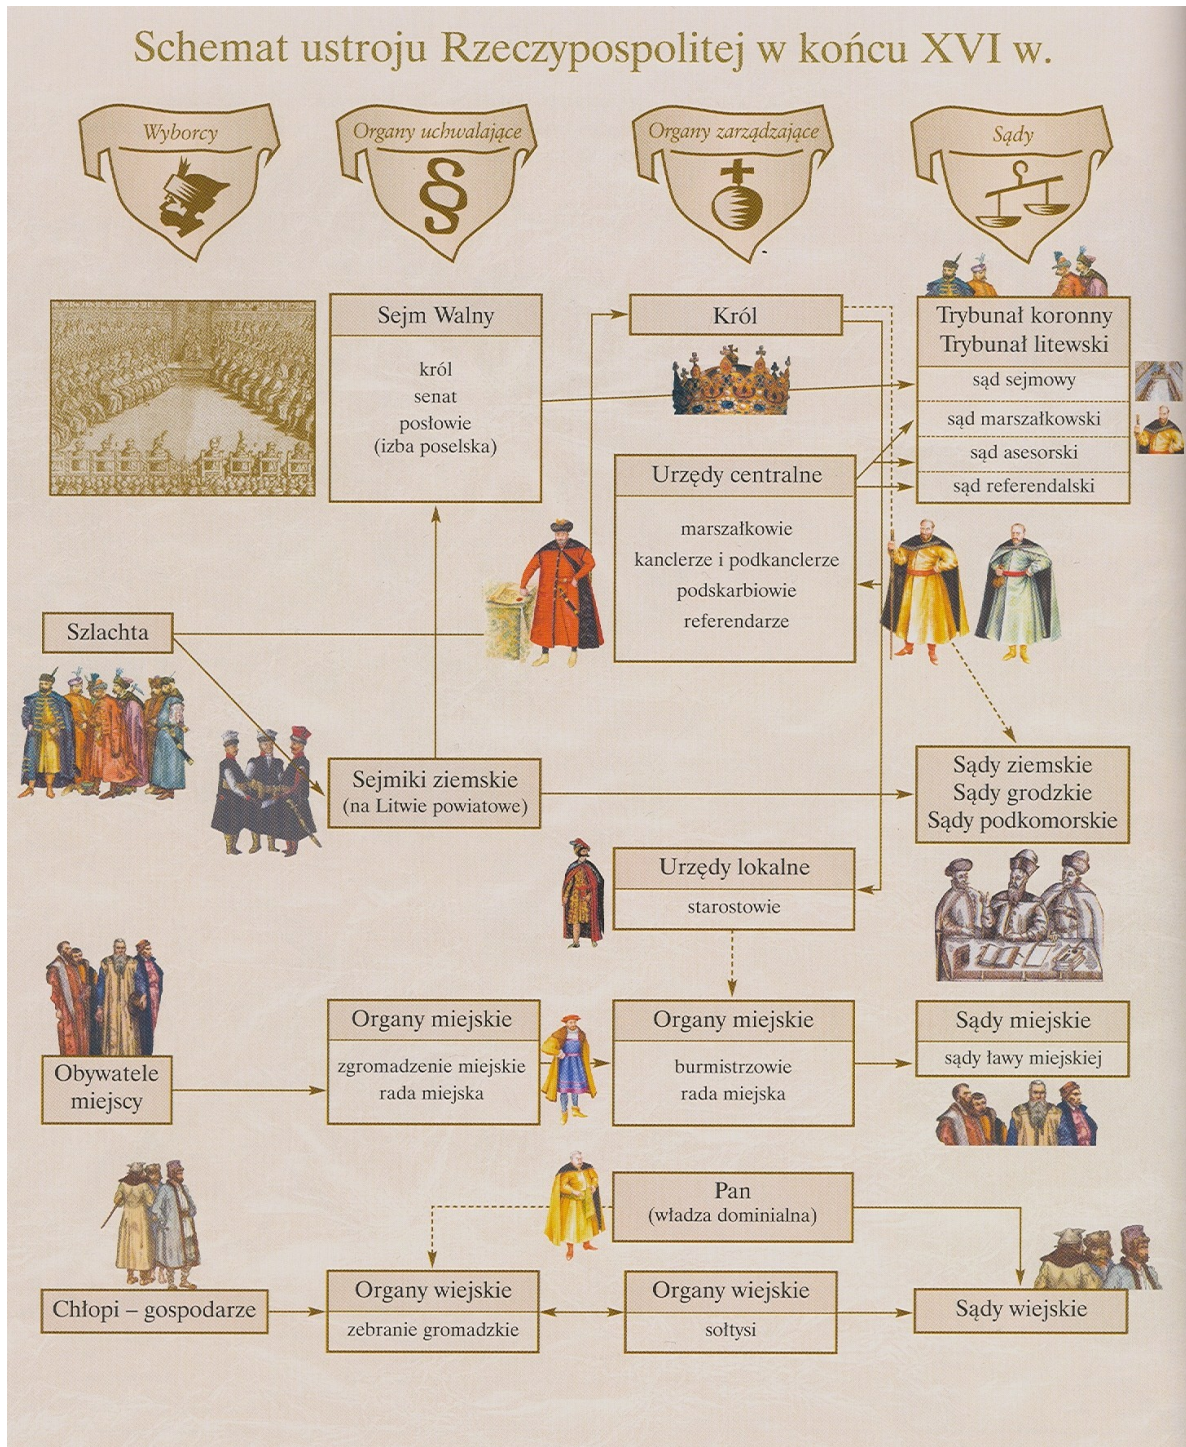 Schemat ustroju Rzeczypospolitej w końcu XVI w.
Wyborcy
Organy uchwalające
Organy zarządzające
Sądy
Sejm Walny
król
senat
posłowie
(izba poselska)
Król
Trybunał koronny
Trybunał litewski
sąd sejmowy
sąd marszałkowski
sąd asesorski
sąd referendalski
Urzędy centralne
marszałkowie
kanclerze i podkanclerze
podskarbiowie
referendarze
Szlachta
Sejmiki ziemskie
(na Litwie powiatowe)
Sądy ziemskie
Sądy grodzkie
Sądy podkomorskie
Urzędy lokalne
starostowie
Obywatele
miejscy
Organy miejskie
zgromadzenie miejskie
rada miejska
Organy miejskie
burmistrzowie
rada miejska
Sądy miejskie
sądy ławy miejskiej
Pan
(władza dominialna)
Chłopi – gospodarze
Organy wiejskie
zebranie gromadzkie
Organy wiejskie
sołtysi
Sądy wiejskie